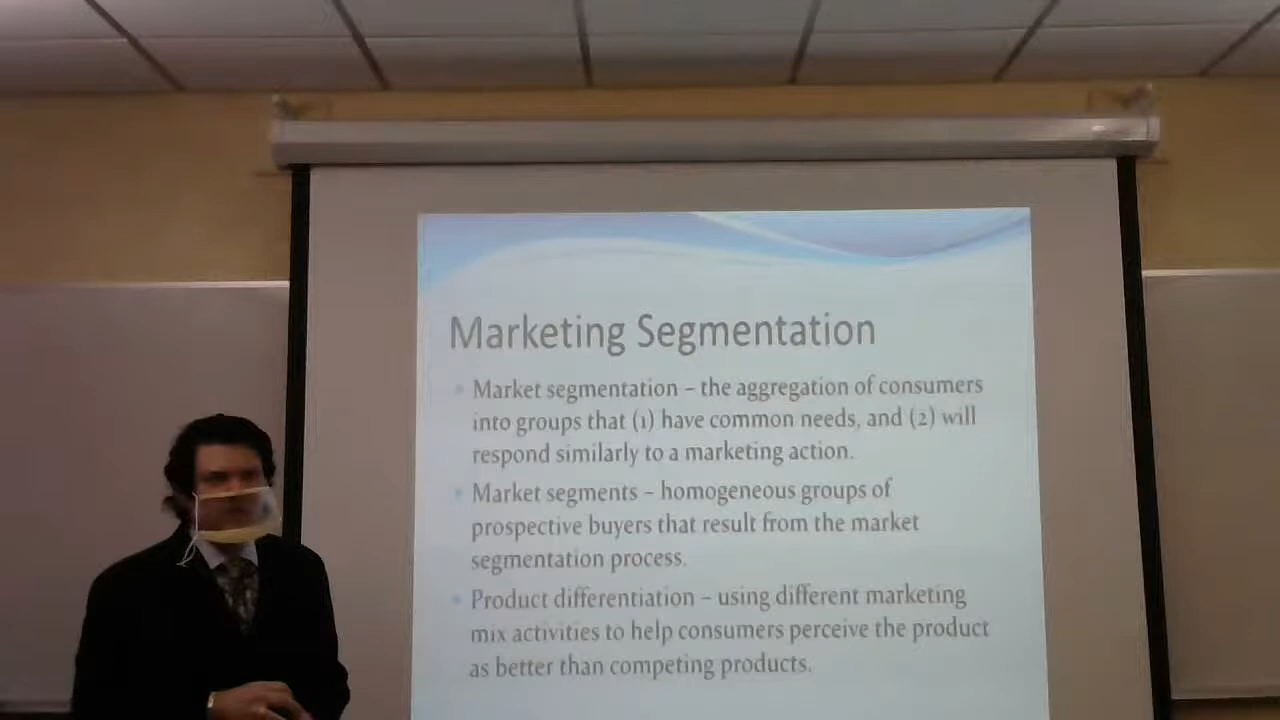 Marketing Segmentation
Market segmentation – the aggregation of consumers
into groups that (1) have common needs, and (2) will
respond similarly to a marketing action.
Market segments – homogeneous groups of
prospective buyers that result from the market
segmentation process.
Product differentiation – using different marketing
mix activities to help consumers perceive the product
as better than competing products.